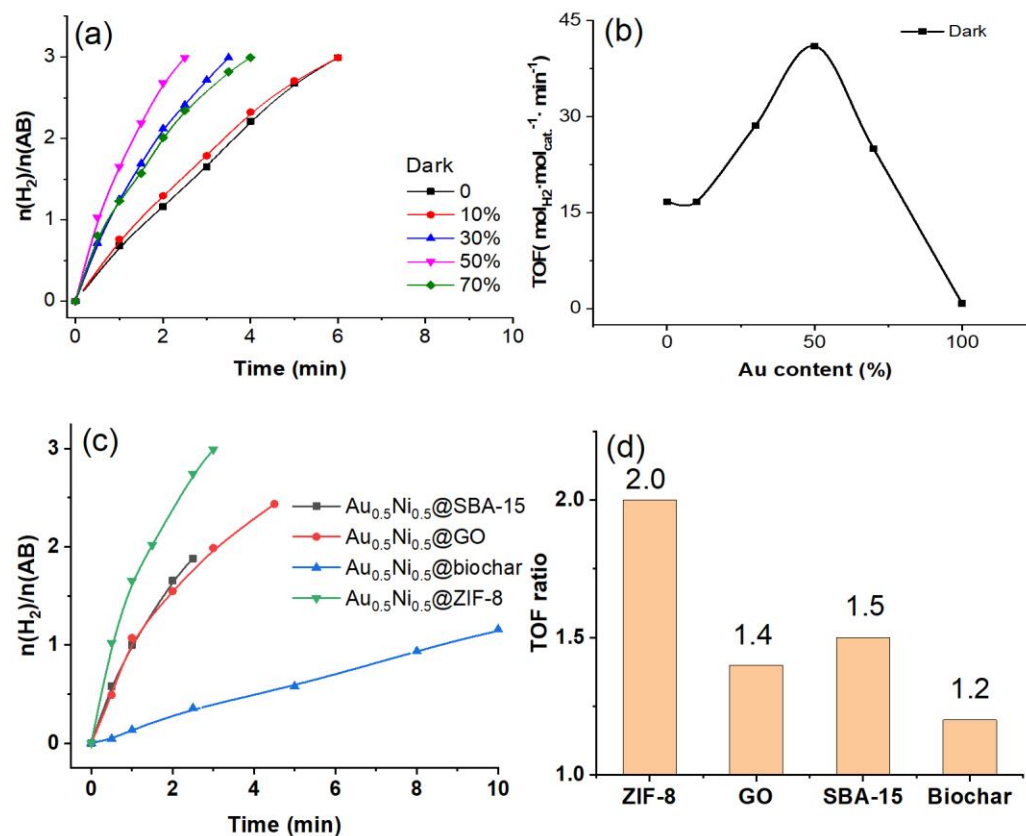 (a)
n(H₂)/n(AB)
3
2
1
0
Dark
0
10%
30%
50%
70%
0 2 4 6 8 10
Time (min)
(b)
TOF( mol_H2·mol_cat.⁻¹· min⁻¹)
45
30
15
0
Dark
0 50 100
Au content (%)
(c)
n(H₂)/n(AB)
3
2
1
0
Au₀.₅Ni₀.₅@SBA-15
Au₀.₅Ni₀.₅@GO
Au₀.₅Ni₀.₅@biochar
Au₀.₅Ni₀.₅@ZIF-8
0 2 4 6 8 10
Time (min)
(d)
TOF ratio
2.0
1.5
1.0
2.0
1.4
1.5
1.2
ZIF-8 GO SBA-15 Biochar